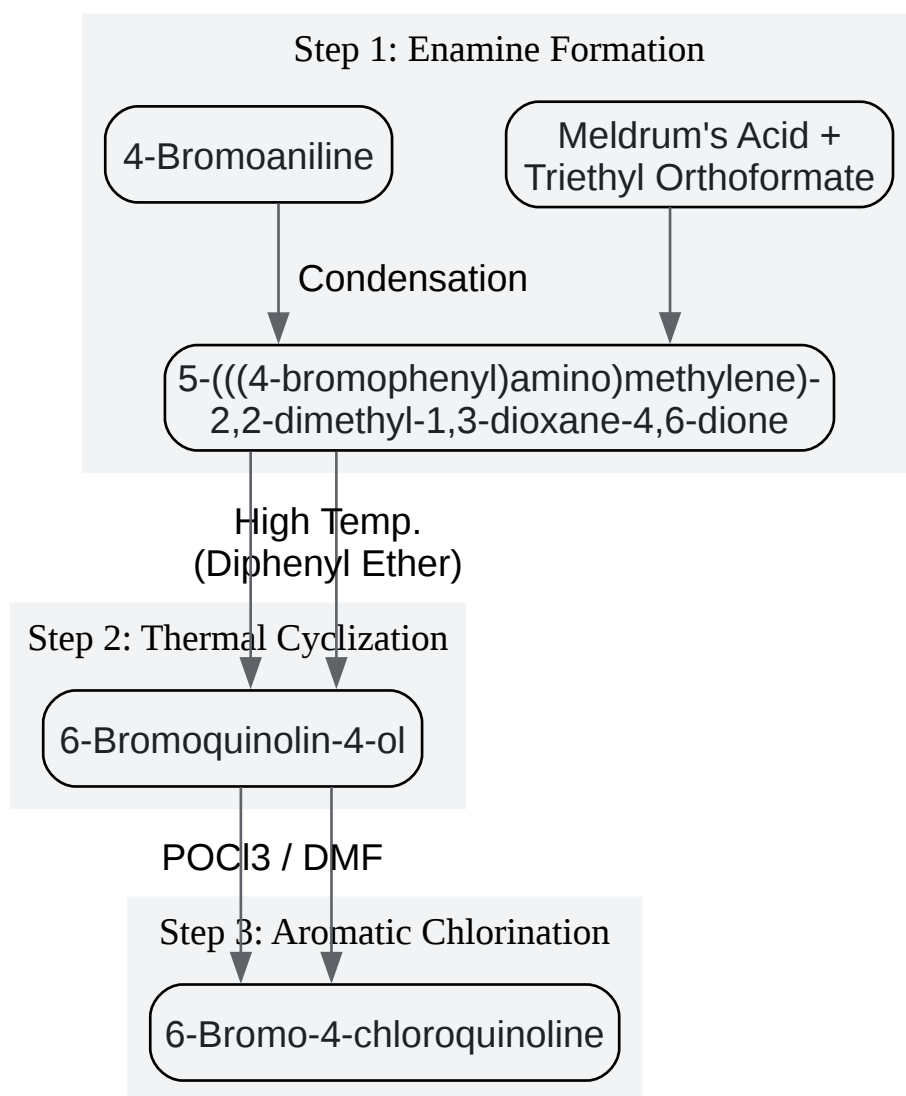 Step 1: Enamine Formation
4-Bromoaniline
Meldrum's Acid +
Triethyl Orthoformate
Condensation
5-(((4-bromophenyl)amino)methylene)-
2,2-dimethyl-1,3-dioxane-4,6-dione
High Temp.
(Diphenyl Ether)
Step 2: Thermal Cyclization
6-Bromoquinolin-4-ol
POCl3 / DMF
Step 3: Aromatic Chlorination
6-Bromo-4-chloroquinoline